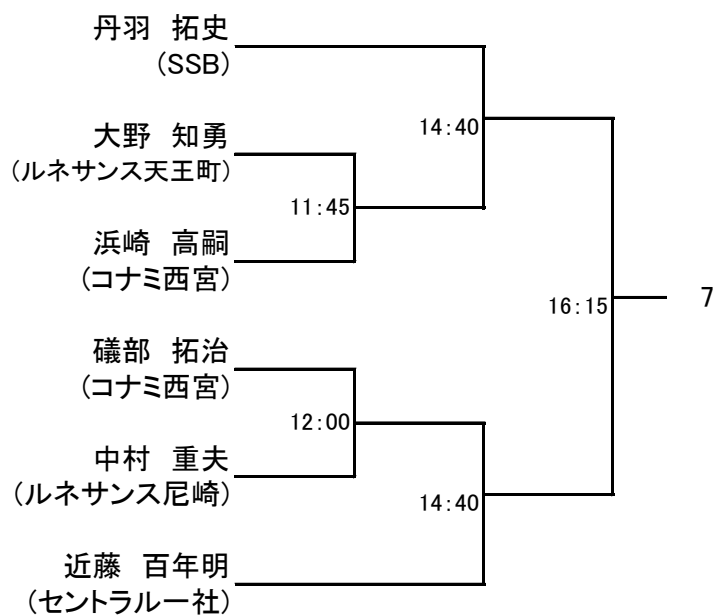 丹羽　拓史
(SSB)
14:40
大野　知勇
(ルネサンス天王町)
11:45
浜崎　高嗣
(コナミ西宮)
16:15
7
礒部　拓治
(コナミ西宮)
12:00
中村　重夫
(ルネサンス尼崎)
14:40
近藤　百年明
(セントラル一社)